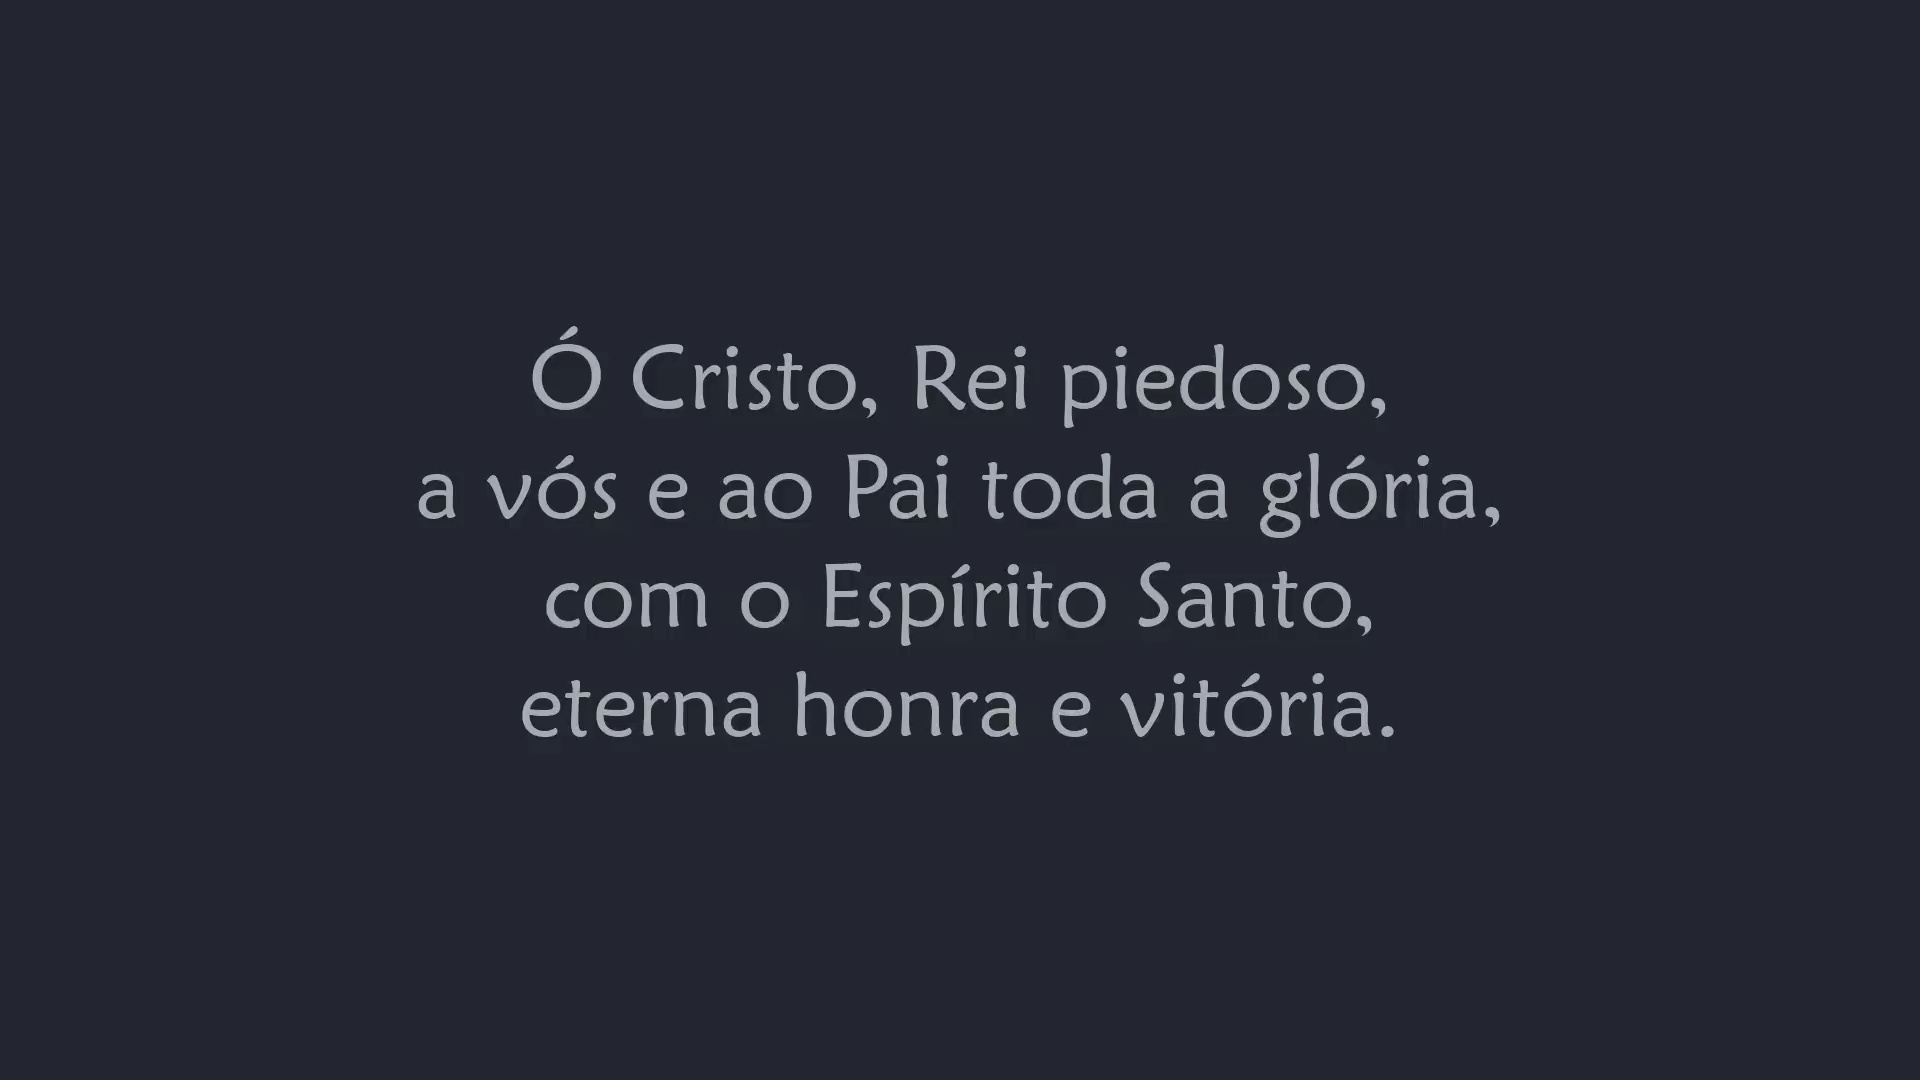 Ó Cristo, Rei piedoso,
a vós e ao Pai toda a glória,
com o Espírito Santo,
eterna honra e vitória.